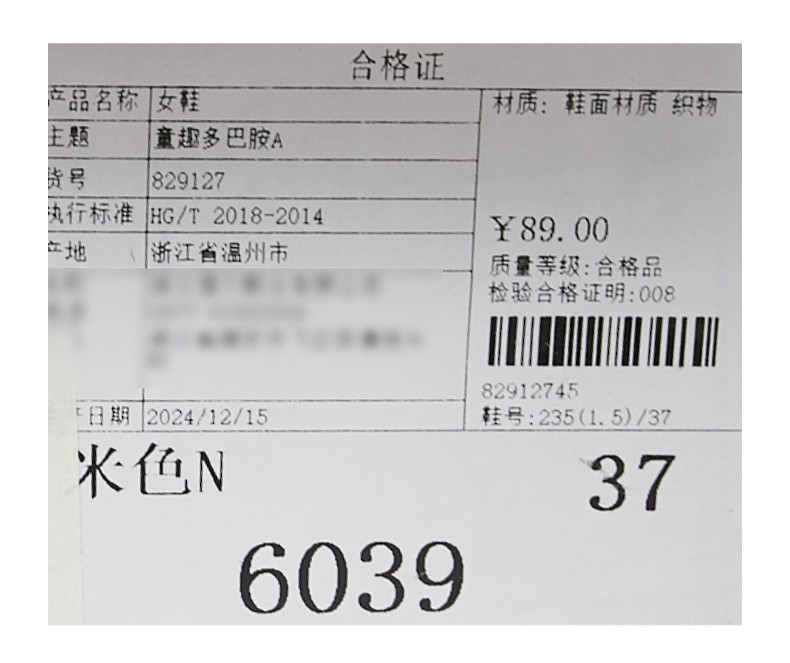 合格证
产品名称 女鞋
材质: 鞋面材质 织物
主题 童趣多巴胺A
货号 829127
执行标准 HG/T 2018-2014
产地 浙江省温州市
¥89.00
质量等级:合格品
检验合格证明:008
82912745
日期 2024/12/15
鞋号:235(1.5)/37
米色N 37
6039